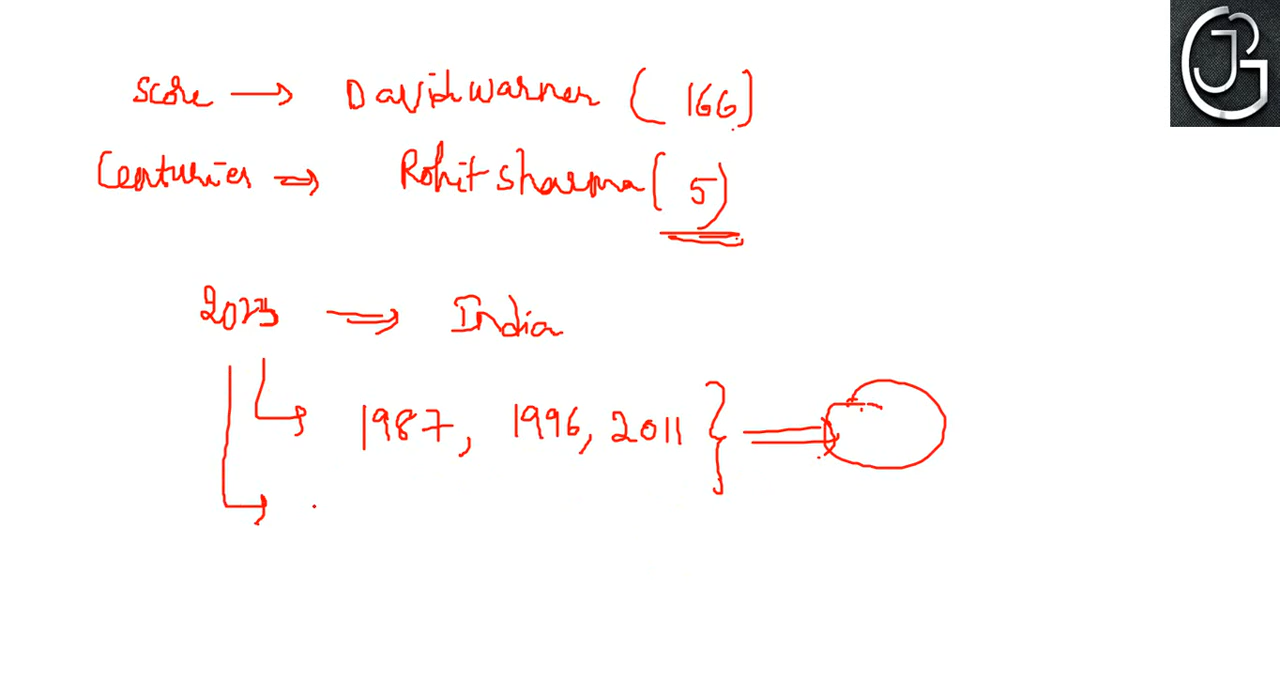 Score → David Warner (166)
Centuries ⇒ Rohit Sharma (5)
2023 ⇒ India
1987, 1996, 2011 }